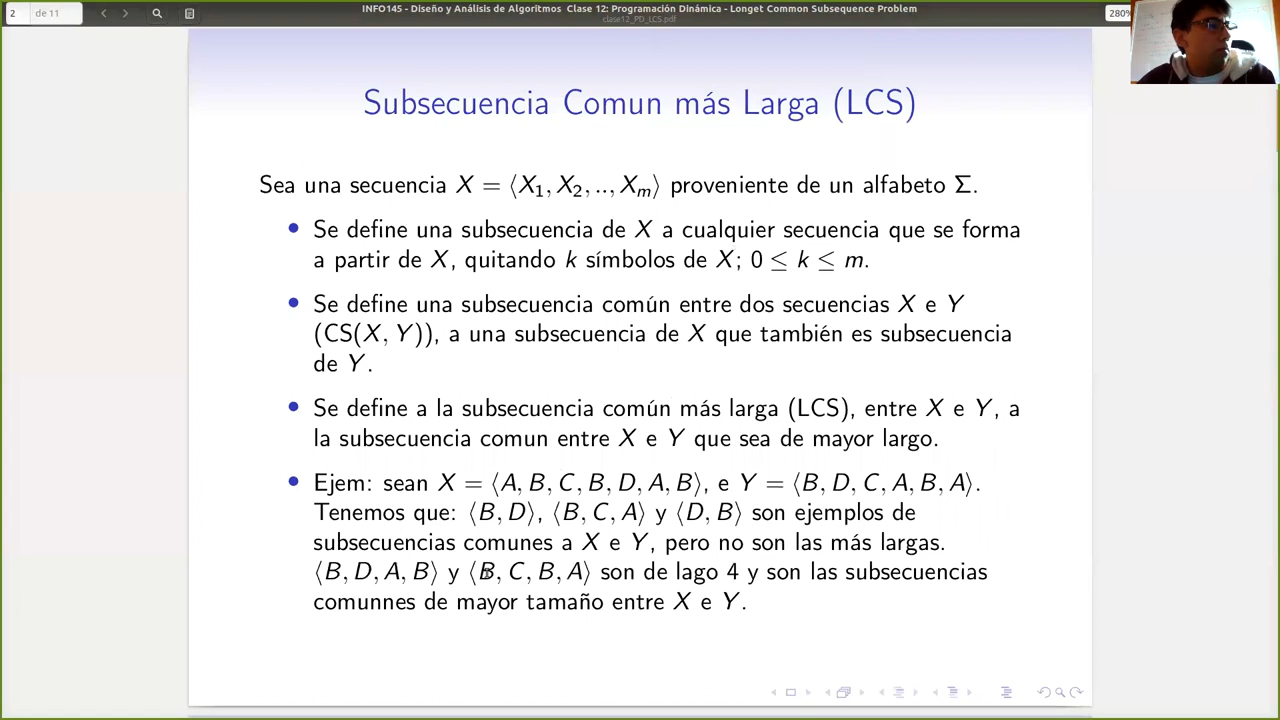 2 de 11
INFO145 - Diseño y Análisis de Algoritmos Clase 12: Programación Dinámica - Longet Common Subsequence Problem
clase12_PD_LCS.pdf
280%
Subsecuencia Comun más Larga (LCS)
Sea una secuencia X = ⟨X₁, X₂, .., Xₘ⟩ proveniente de un alfabeto Σ.
• Se define una subsecuencia de X a cualquier secuencia que se forma
a partir de X, quitando k símbolos de X; 0 ≤ k ≤ m.
• Se define una subsecuencia común entre dos secuencias X e Y
(CS(X, Y)), a una subsecuencia de X que también es subsecuencia
de Y.
• Se define a la subsecuencia común más larga (LCS), entre X e Y, a
la subsecuencia comun entre X e Y que sea de mayor largo.
• Ejem: sean X = ⟨A, B, C, B, D, A, B⟩, e Y = ⟨B, D, C, A, B, A⟩.
Tenemos que: ⟨B, D⟩, ⟨B, C, A⟩ y ⟨D, B⟩ son ejemplos de
subsecuencias comunes a X e Y, pero no son las más largas.
⟨B, D, A, B⟩ y ⟨B, C, B, A⟩ son de lago 4 y son las subsecuencias
comunnes de mayor tamaño entre X e Y.